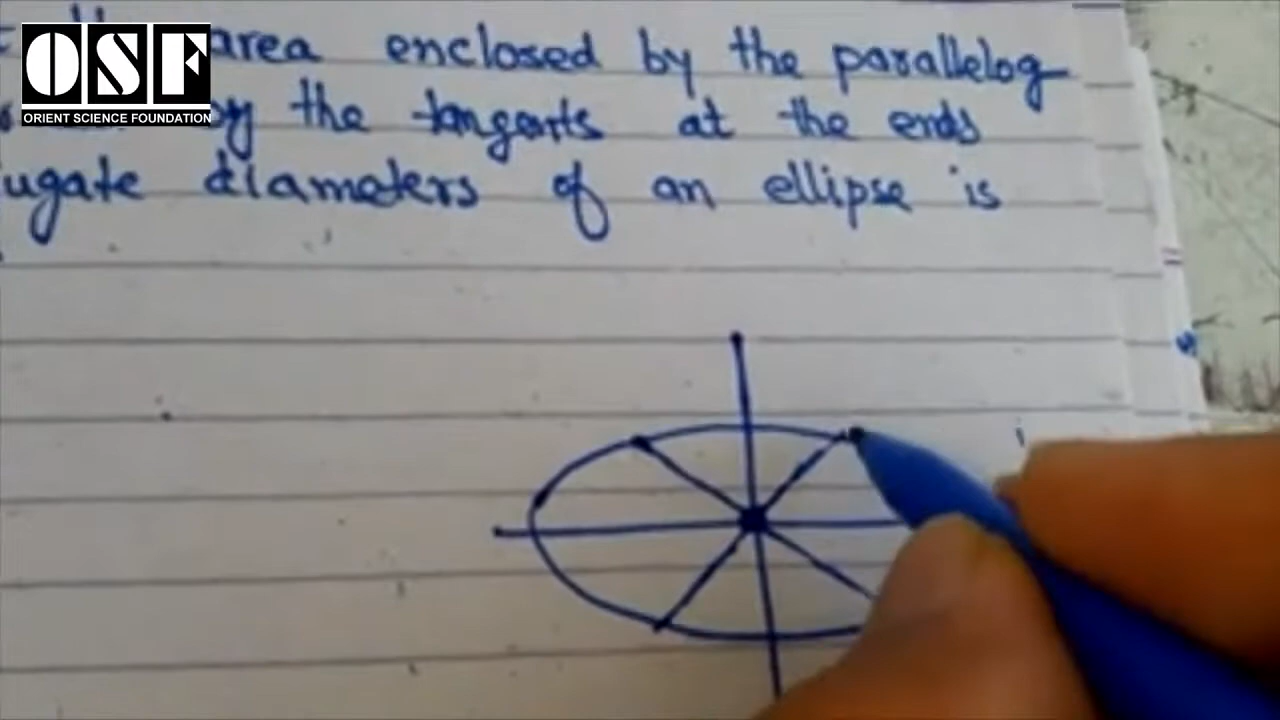 OSF
ORIENT SCIENCE FOUNDATION
area enclosed by the parallelog
by the tangents at the ends
ugate diameters of an ellipse is